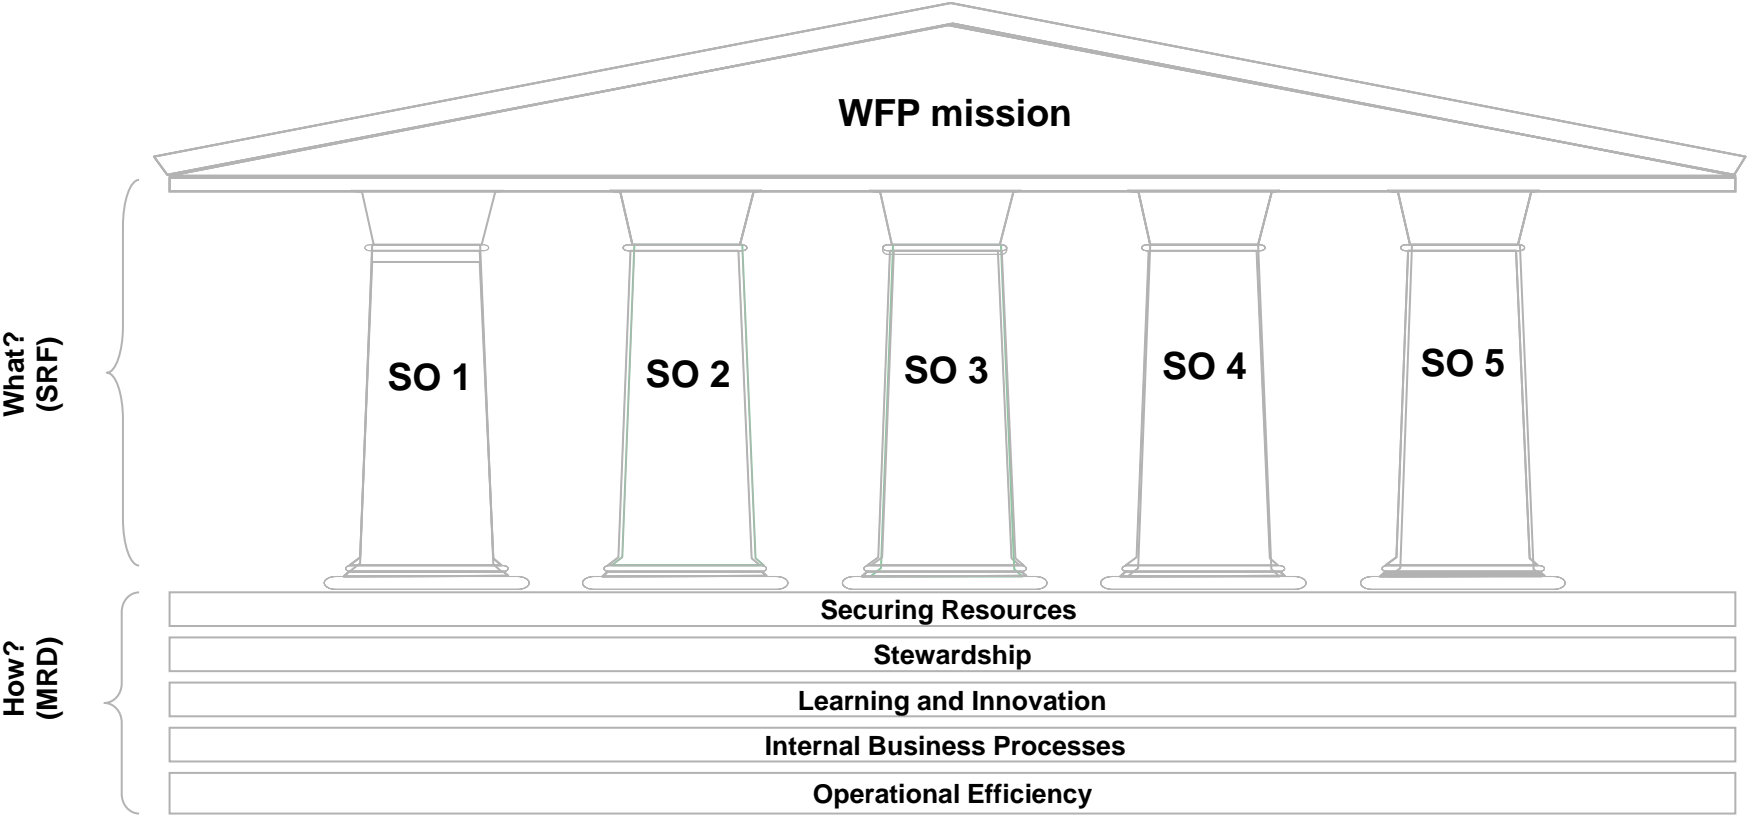 WFP mission
What?
(SRF)
SO 1
SO 2
SO 3
SO 4
SO 5
How?
(MRD)
Securing Resources
Stewardship
Learning and Innovation
Internal Business Processes
Operational Efficiency